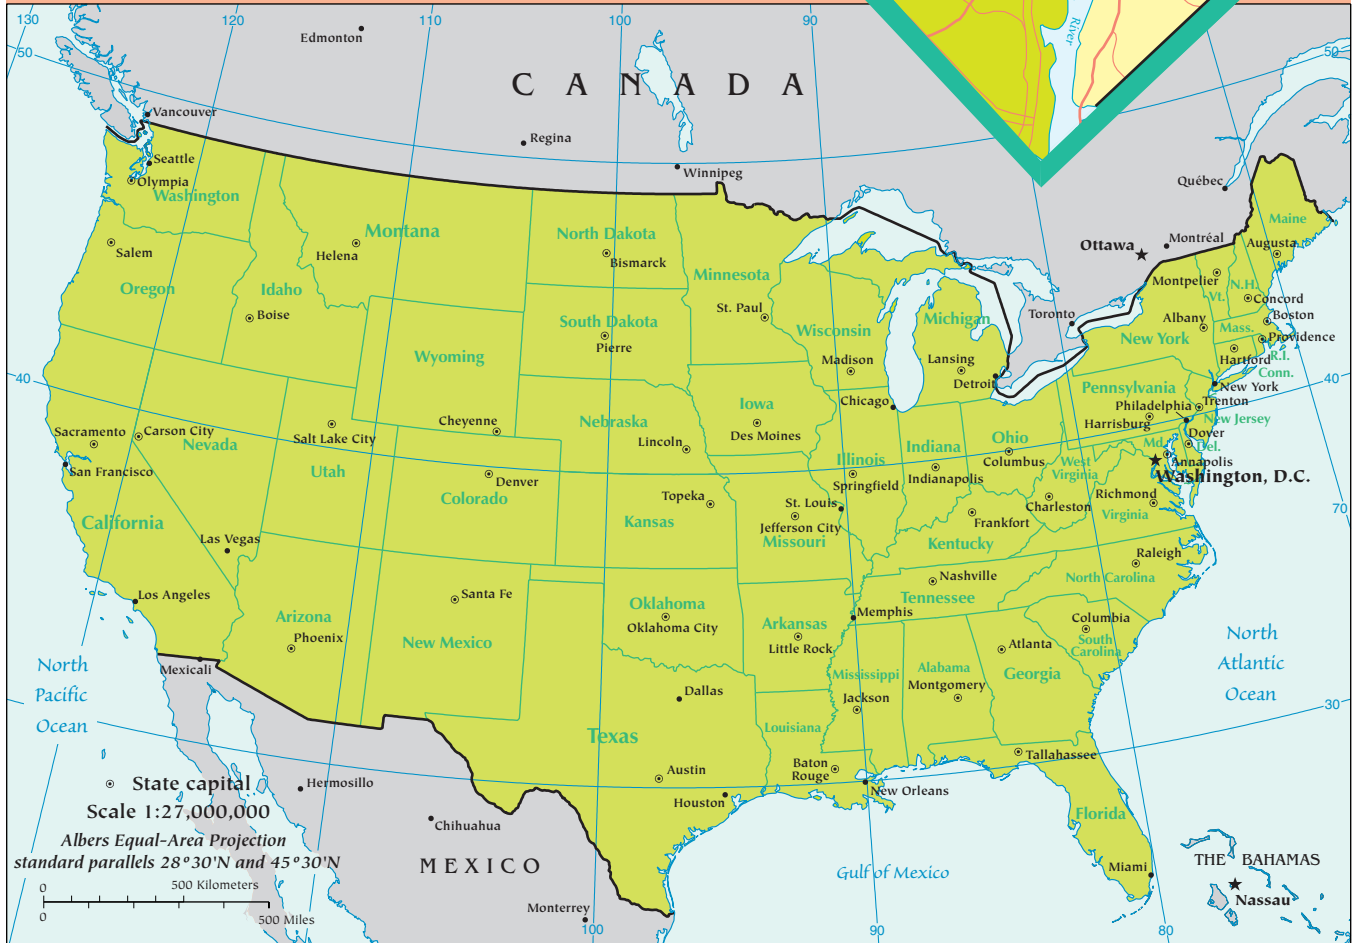 130
120
110
100
90
50
50
River
Edmonton
CANADA
Vancouver
Regina
Winnipeg
Québec
Seattle
Olympia
Washington
Montana
North Dakota
Maine
Salem
Helena
Bismarck
Minnesota
Ottawa
Montréal
Augusta
Oregon
Idaho
Boise
St. Paul
Montpelier
Vt.
N.H.
Concord
South Dakota
Pierre
Wisconsin
Michigan
Toronto
Albany
Boston
Mass.
Providence
New York
Wyoming
Madison
Lansing
Detroit
Hartford
R.I.
Conn.
40
40
Pennsylvania
New York
Cheyenne
Nebraska
Iowa
Chicago
Philadelphia
Trenton
Harrisburg
New Jersey
Sacramento
Carson City
Nevada
Salt Lake City
Lincoln
Des Moines
Indiana
Ohio
Dover
Md.
Del.
San Francisco
Utah
Denver
Colorado
Illinois
Springfield
Indianapolis
Columbus
West
Virginia
Annapolis
Washington, D.C.
Topeka
St. Louis
Richmond
70
California
Kansas
Jefferson City
Missouri
Frankfort
Charleston
Virginia
Las Vegas
Kentucky
Raleigh
Los Angeles
Santa Fe
Nashville
North Carolina
Arizona
Oklahoma
Tennessee
Phoenix
New Mexico
Oklahoma City
Arkansas
Little Rock
Memphis
Columbia
South
Carolina
North
Atlantic
Ocean
North
Pacific
Ocean
Mexicali
Atlanta
Georgia
Mississippi
Alabama
Dallas
Jackson
Montgomery
30
Texas
Louisiana
Tallahassee
Hermosillo
Austin
Baton
Rouge
Houston
New Orleans
Florida
State capital
Scale 1:27,000,000
Albers Equal-Area Projection
standard parallels 28°30'N and 45°30'N
Chihuahua
MEXICO
Gulf of Mexico
Miami
THE BAHAMAS
Nassau
0
500 Kilometers
0
500 Miles
Monterrey
100
90
80